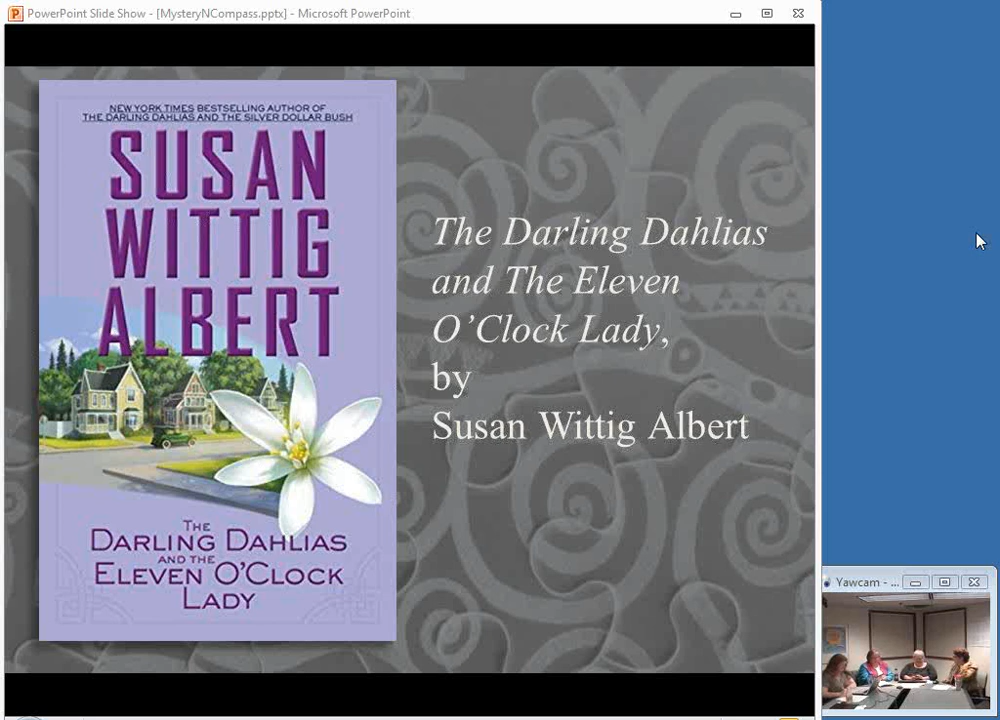 PowerPoint Slide Show - [MysteryNCompass.pptx] - Microsoft PowerPoint
NEW YORK TIMES BESTSELLING AUTHOR OF
THE DARLING DAHLIAS AND THE SILVER DOLLAR BUSH
SUSAN
WITTIG
ALBERT
THE
DARLING DAHLIAS
AND THE
ELEVEN O'CLOCK
LADY
The Darling Dahlias
and The Eleven
O’Clock Lady,
by
Susan Wittig Albert
Yawcam - ...